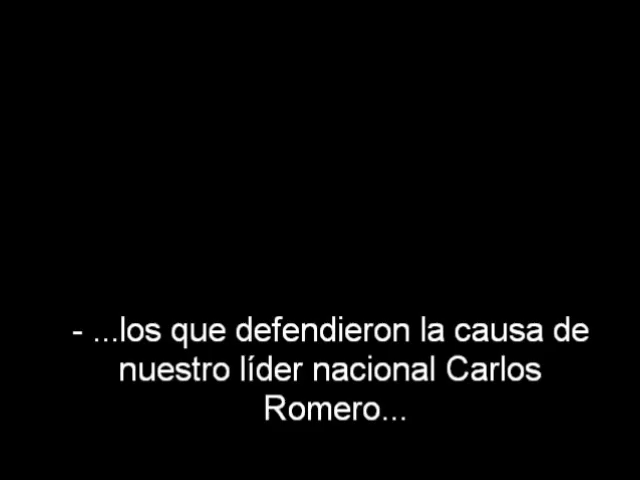 - ...los que defendieron la causa de
nuestro líder nacional Carlos
Romero...